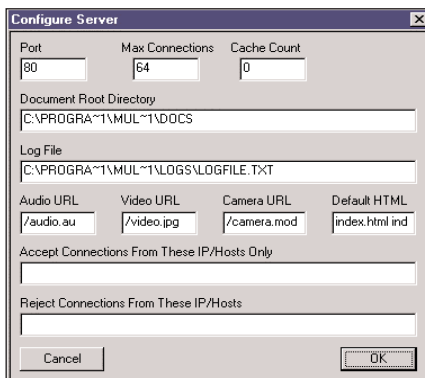 Configure Server
Port Max Connections Cache Count
80 64 0
Document Root Directory
C:\PROGRA~1\MUL~1\DOCS
Log File
C:\PROGRA~1\MUL~1\LOGS\LOGFILE.TXT
Audio URL Video URL Camera URL Default HTML
/audio.au /video.jpg /camera.mod index.html ind
Accept Connections From These IP/Hosts Only
Reject Connections From These IP/Hosts
Cancel OK